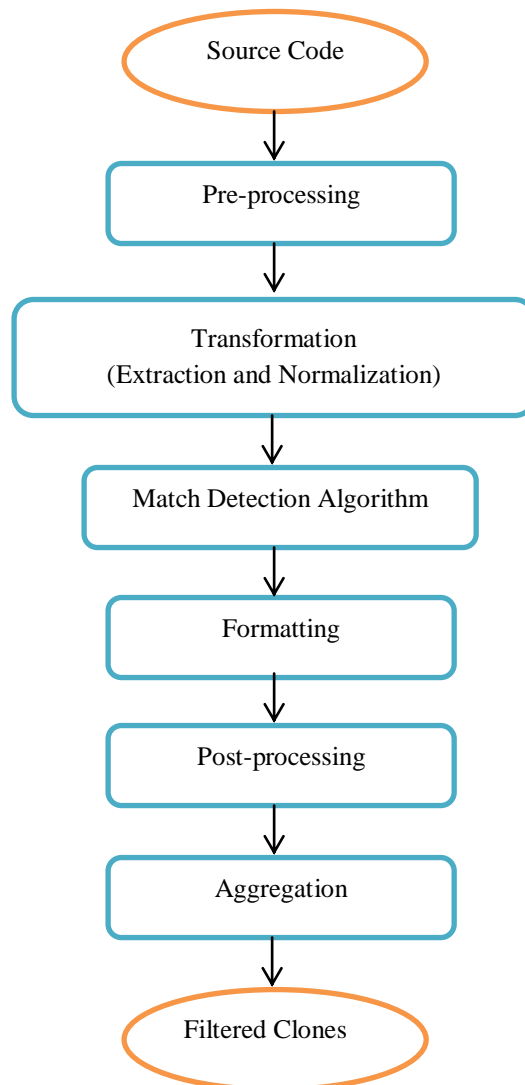 Source Code
Pre-processing
Transformation
(Extraction and Normalization)
Match Detection Algorithm
Formatting
Post-processing
Aggregation
Filtered Clones